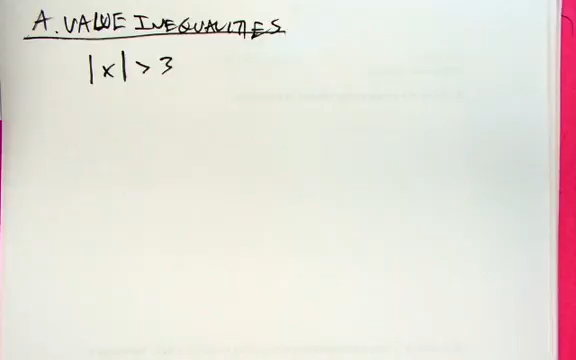 A. VALUE INEQUALITIES
|x| > 3